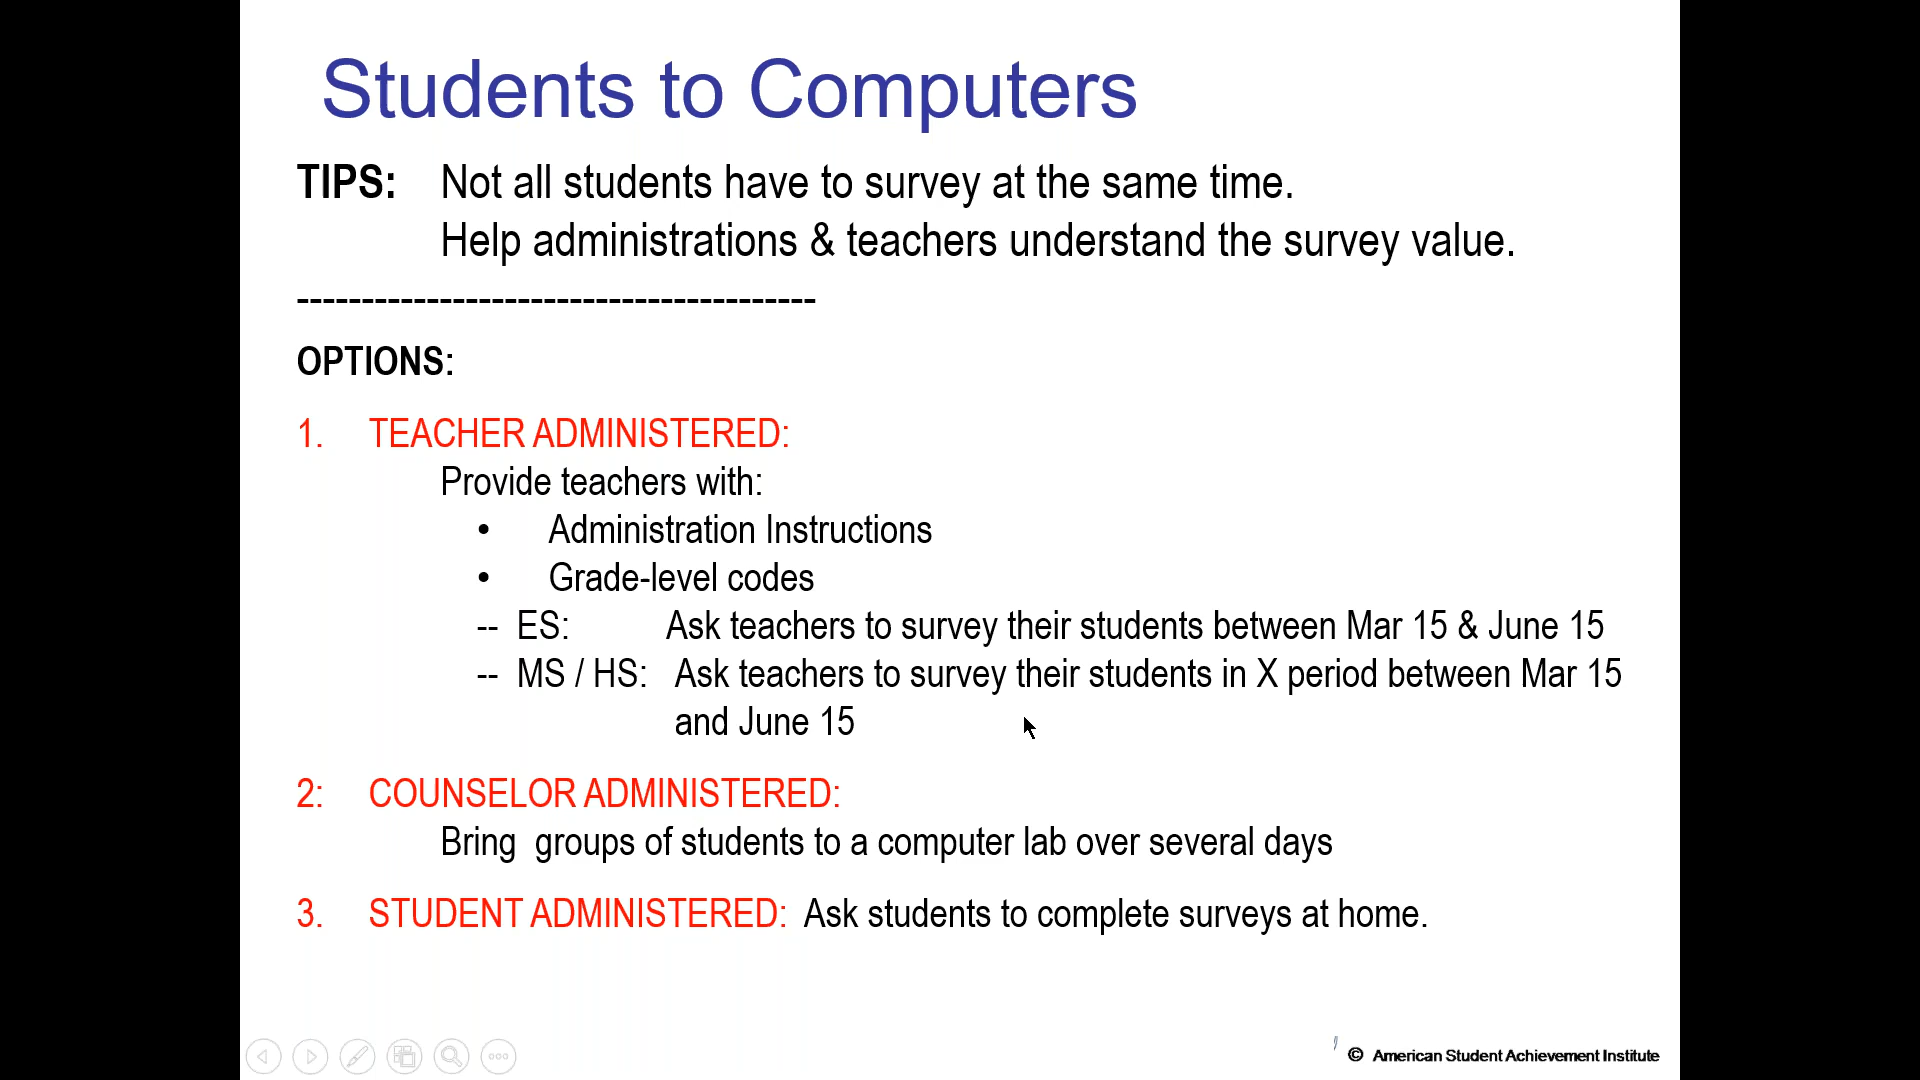 Students to Computers
TIPS: Not all students have to survey at the same time.
Help administrations & teachers understand the survey value.
----------------------------------------
OPTIONS:
1. TEACHER ADMINISTERED:
Provide teachers with:
• Administration Instructions
• Grade-level codes
-- ES: Ask teachers to survey their students between Mar 15 & June 15
-- MS / HS: Ask teachers to survey their students in X period between Mar 15
and June 15
2: COUNSELOR ADMINISTERED:
Bring groups of students to a computer lab over several days
3. STUDENT ADMINISTERED: Ask students to complete surveys at home.
© American Student Achievement Institute